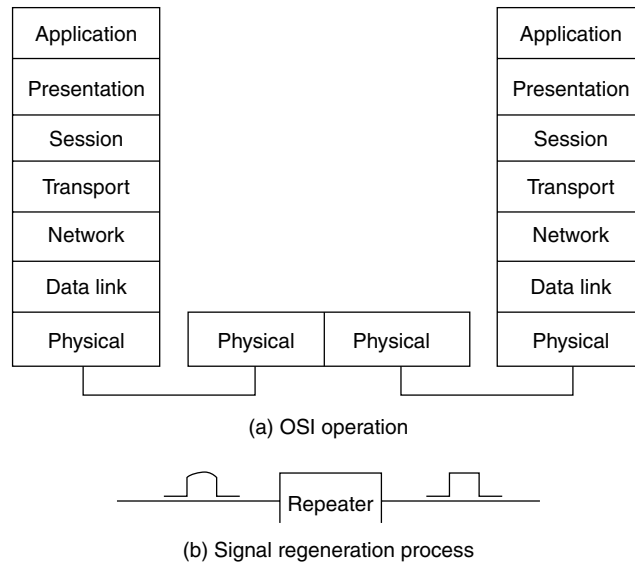 Application Application
Presentation Presentation
Session Session
Transport Transport
Network Network
Data link Data link
Physical Physical Physical Physical
(a) OSI operation
Repeater
(b) Signal regeneration process